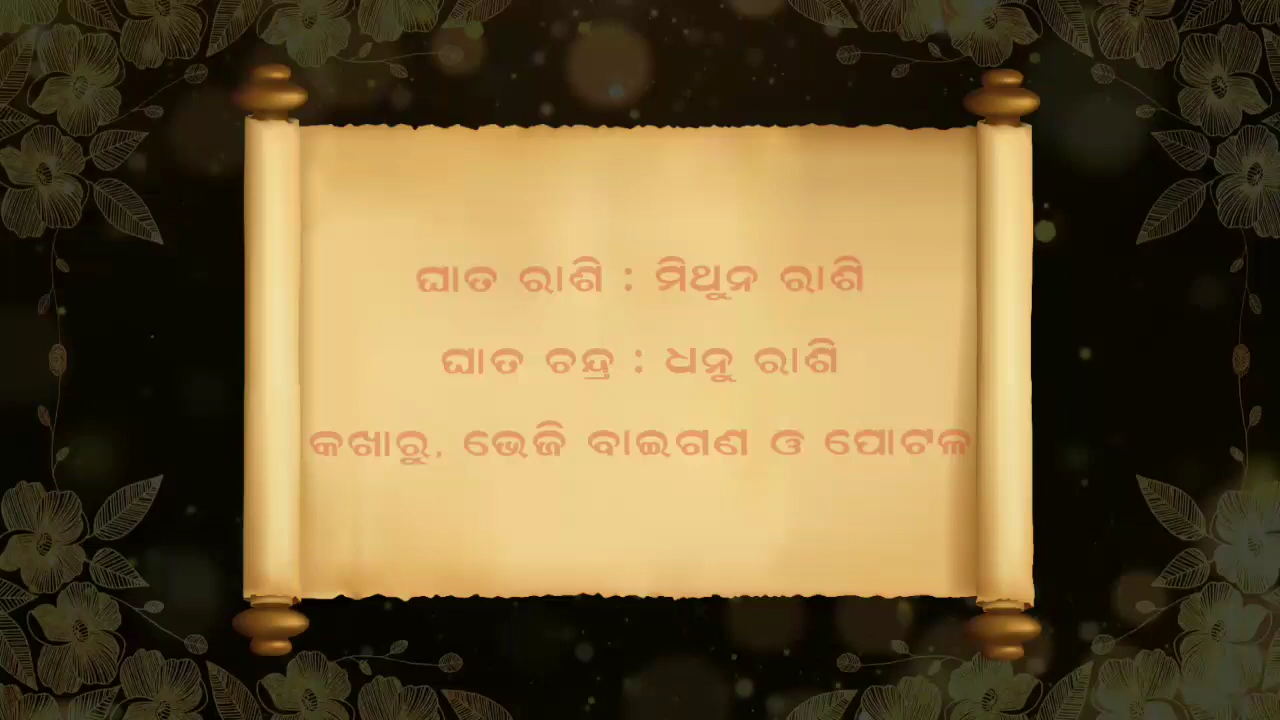 ଘାତ ରାଶି : ମିଥୁନ ରାଶି
ଘାତ ଚନ୍ଦ୍ର : ଧନୁ ରାଶି
କଖାରୁ, ଭେଜି ବାଇଗଣ ଓ ପୋଟଳ